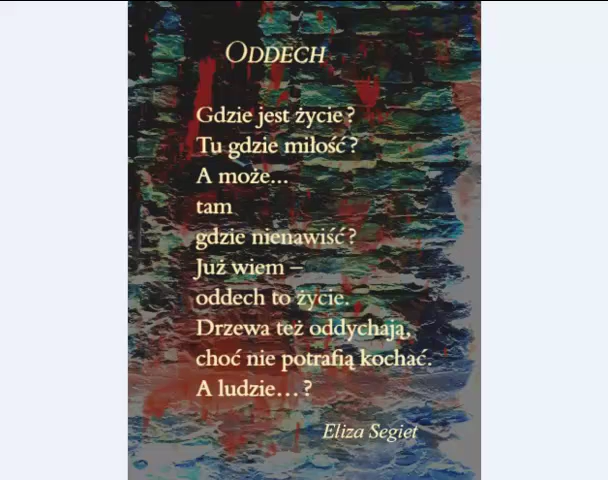 Oddech
Gdzie jest życie?
Tu gdzie miłość?
A może...
tam
gdzie nienawiść?
Już wiem –
oddech to życie.
Drzewa też oddychają,
choć nie potrafią kochać.
A ludzie...?
Eliza Segiet